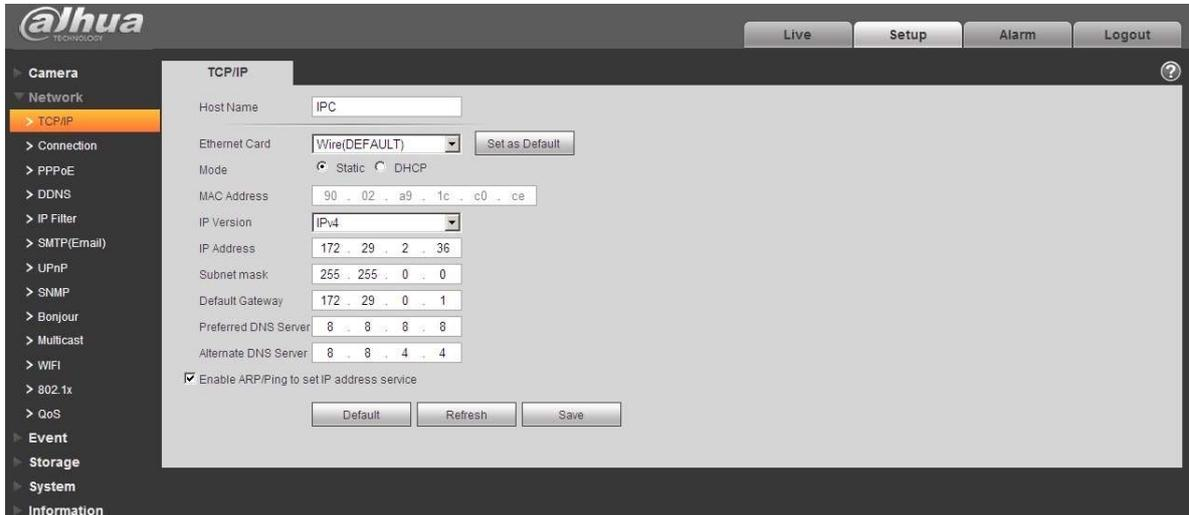 alhua
TECHNOLOGY
Live Setup Alarm Logout
Camera
Network
> TCP/IP
> Connection
> PPPoE
> DDNS
> IP Filter
> SMTP(Email)
> UPnP
> SNMP
> Bonjour
> Multicast
> WIFI
> 802.1x
> QoS
Event
Storage
System
Information
TCP/IP
?
Host Name IPC
Ethernet Card Wire(DEFAULT) Set as Default
Mode Static DHCP
MAC Address 90 . 02 . a9 . 1c . c0 . ce
IP Version IPv4
IP Address 172 . 29 . 2 . 36
Subnet mask 255 . 255 . 0 . 0
Default Gateway 172 . 29 . 0 . 1
Preferred DNS Server 8 . 8 . 8 . 8
Alternate DNS Server 8 . 8 . 4 . 4
Enable ARP/Ping to set IP address service
Default Refresh Save